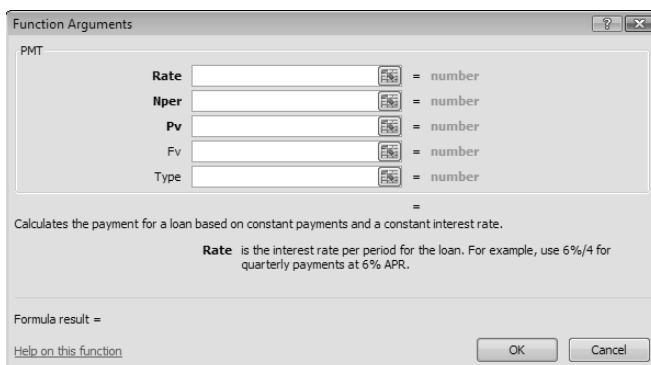 Function Arguments
PMT
Rate = number
Nper = number
Pv = number
Fv = number
Type = number
=
Calculates the payment for a loan based on constant payments and a constant interest rate.
Rate is the interest rate per period for the loan. For example, use 6%/4 for
quarterly payments at 6% APR.
Formula result =
Help on this function
OK Cancel